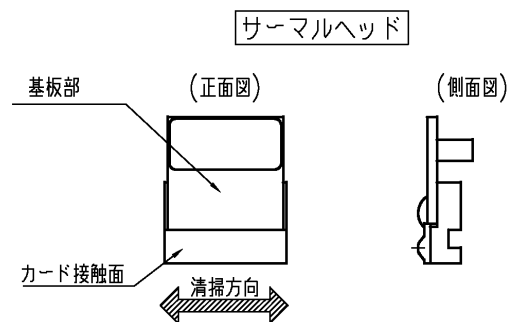 サーマルヘッド
基板部
(正面図)
(側面図)
カード接触面
清掃方向